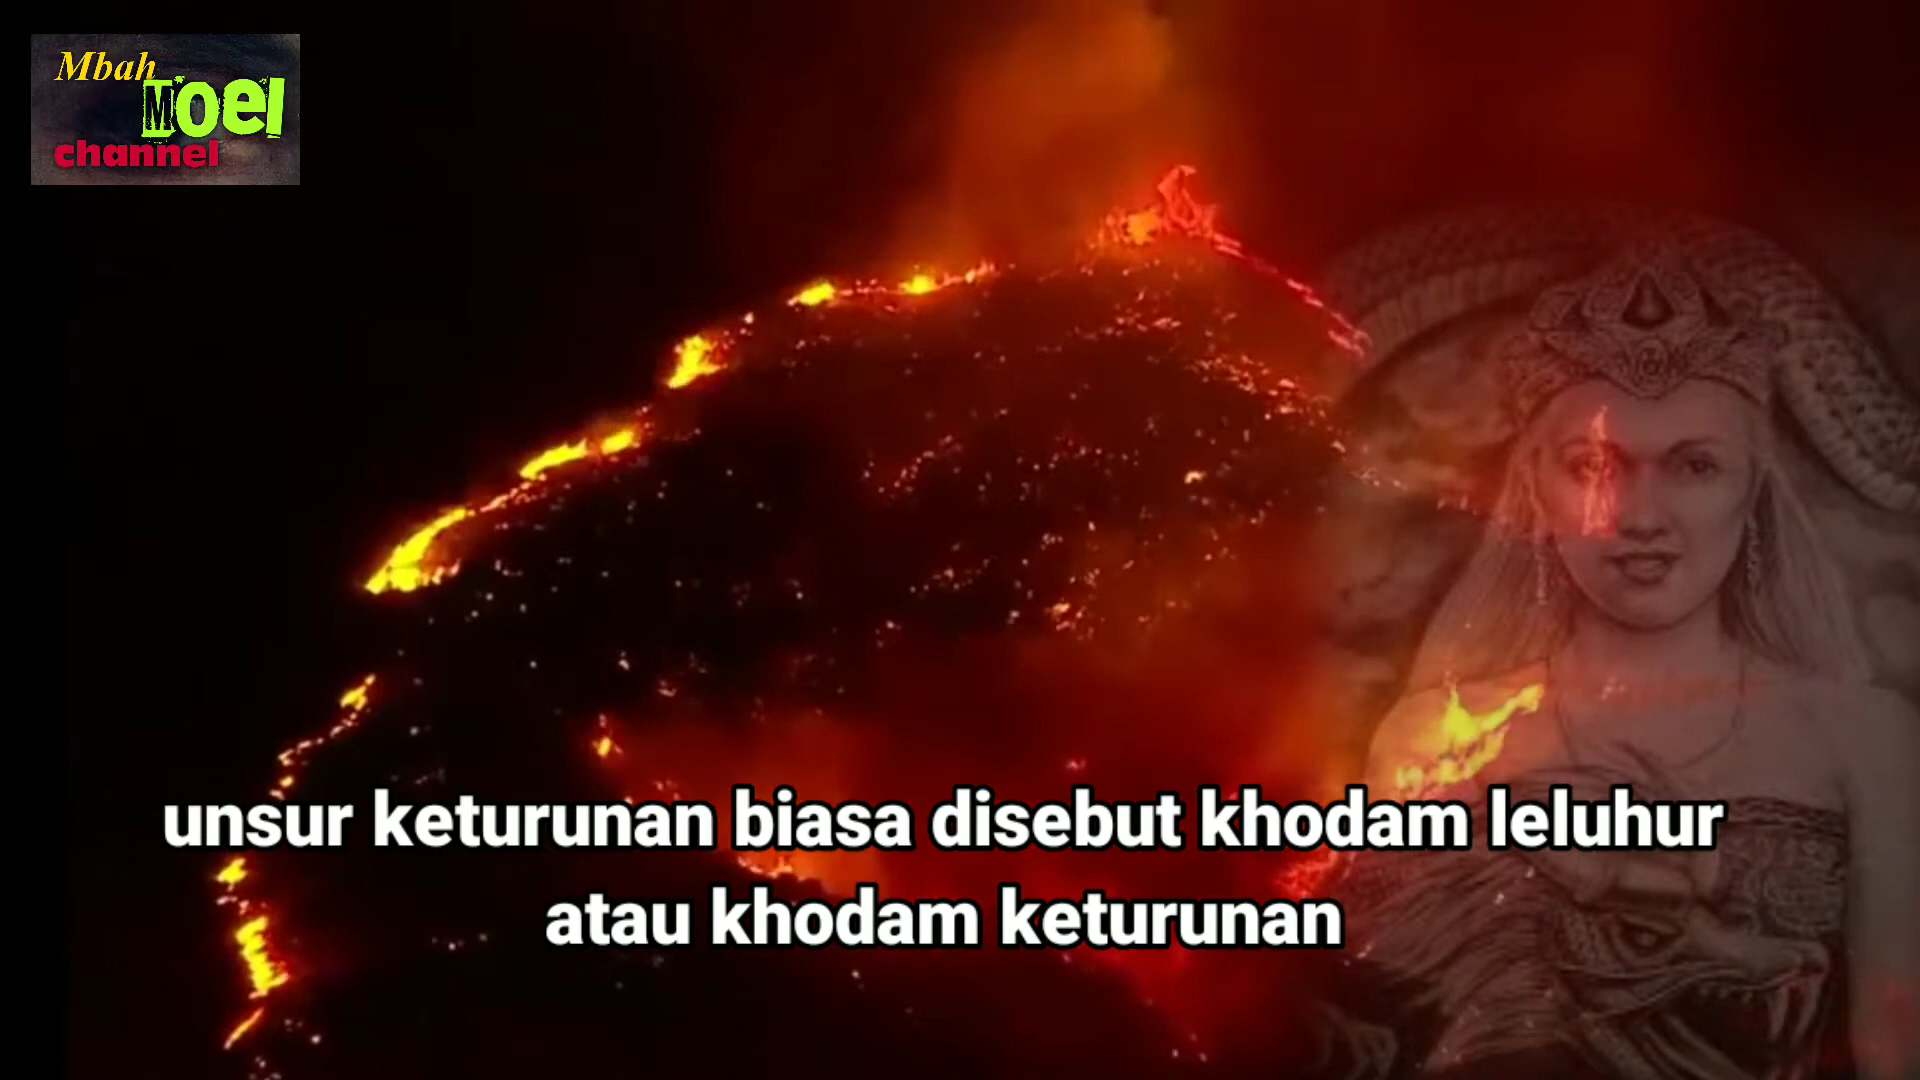 Mbah
Moel
channel
unsur keturunan biasa disebut khodam leluhur
atau khodam keturunan